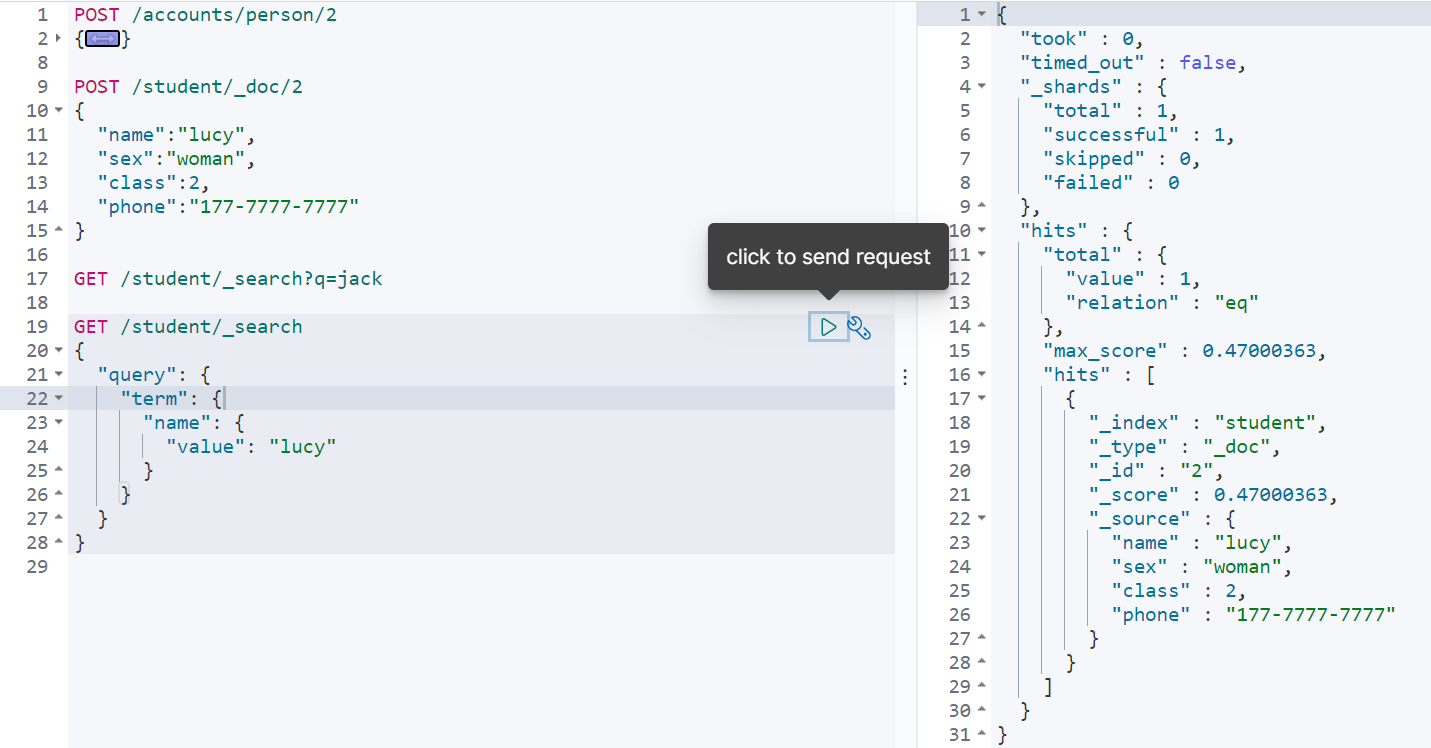 1 POST /accounts/person/2
2 {}
8
9 POST /student/_doc/2
10 {
11 "name":"lucy",
12 "sex":"woman",
13 "class":2,
14 "phone":"177-7777-7777"
15 }
16
17 GET /student/_search?q=jack
18
19 GET /student/_search
20 {
21 "query": {
22 "term": {
23 "name": {
24 "value": "lucy"
25 }
26 }
27 }
28 }
29
click to send request
1 {
2 "took" : 0,
3 "timed_out" : false,
4 "_shards" : {
5 "total" : 1,
6 "successful" : 1,
7 "skipped" : 0,
8 "failed" : 0
9 },
10 "hits" : {
11 "total" : {
12 "value" : 1,
13 "relation" : "eq"
14 },
15 "max_score" : 0.47000363,
16 "hits" : [
17 {
18 "_index" : "student",
19 "_type" : "_doc",
20 "_id" : "2",
21 "_score" : 0.47000363,
22 "_source" : {
23 "name" : "lucy",
24 "sex" : "woman",
25 "class" : 2,
26 "phone" : "177-7777-7777"
27 }
28 }
29 ]
30 }
31 }